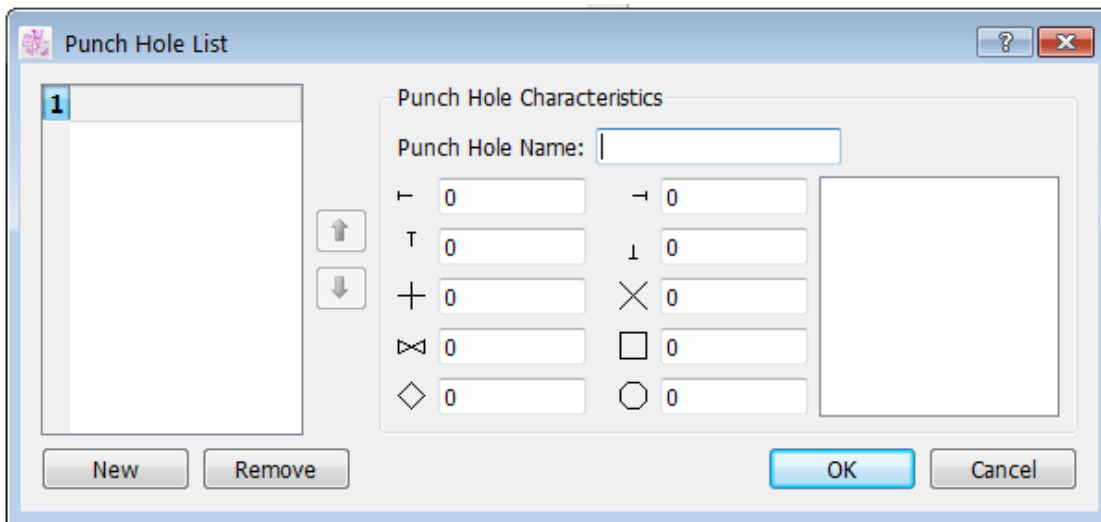 Punch Hole List
?
1
Punch Hole Characteristics
Punch Hole Name:
0 0
0 0
0 0
0 0
0 0
New Remove OK Cancel